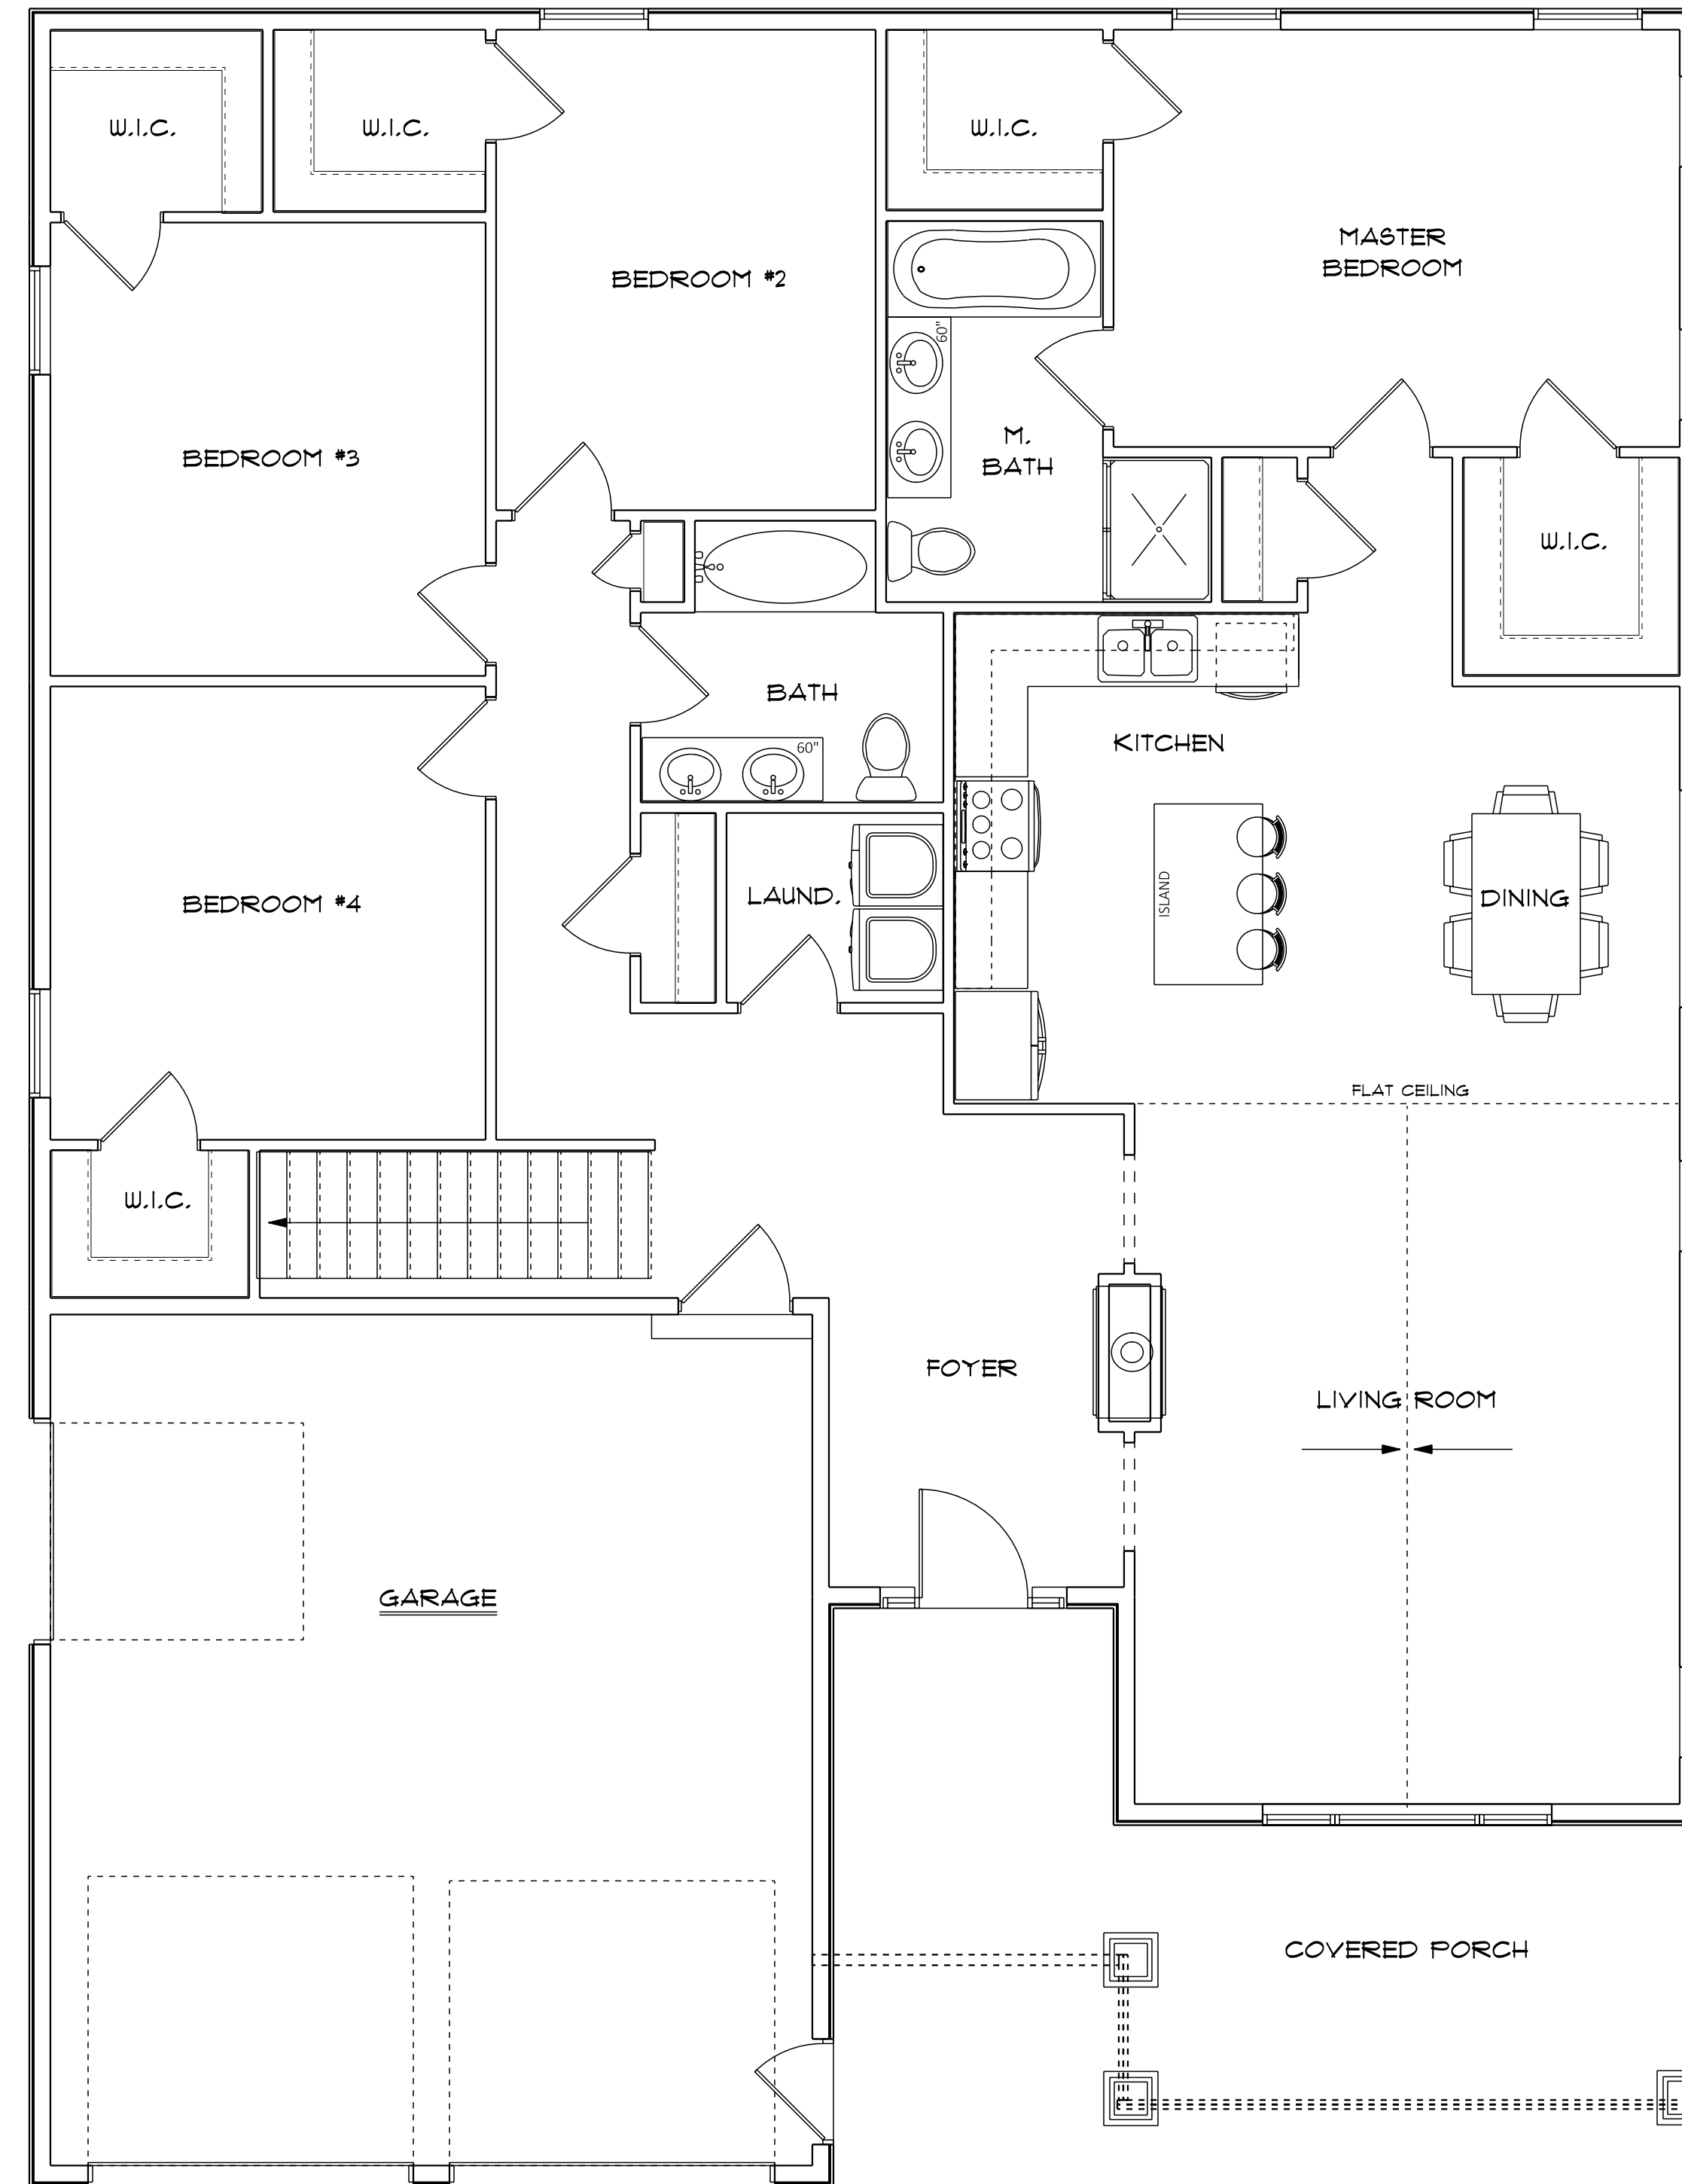 W.I.C.
W.I.C.
W.I.C.
MASTER
BEDROOM
BEDROOM #2
60"
M.
BATH
BEDROOM #3
W.I.C.
BATH
60"
KITCHEN
LAUND.
ISLAND
DINING
BEDROOM #4
FLAT CEILING
W.I.C.
FOYER
LIVING ROOM
GARAGE
COVERED PORCH